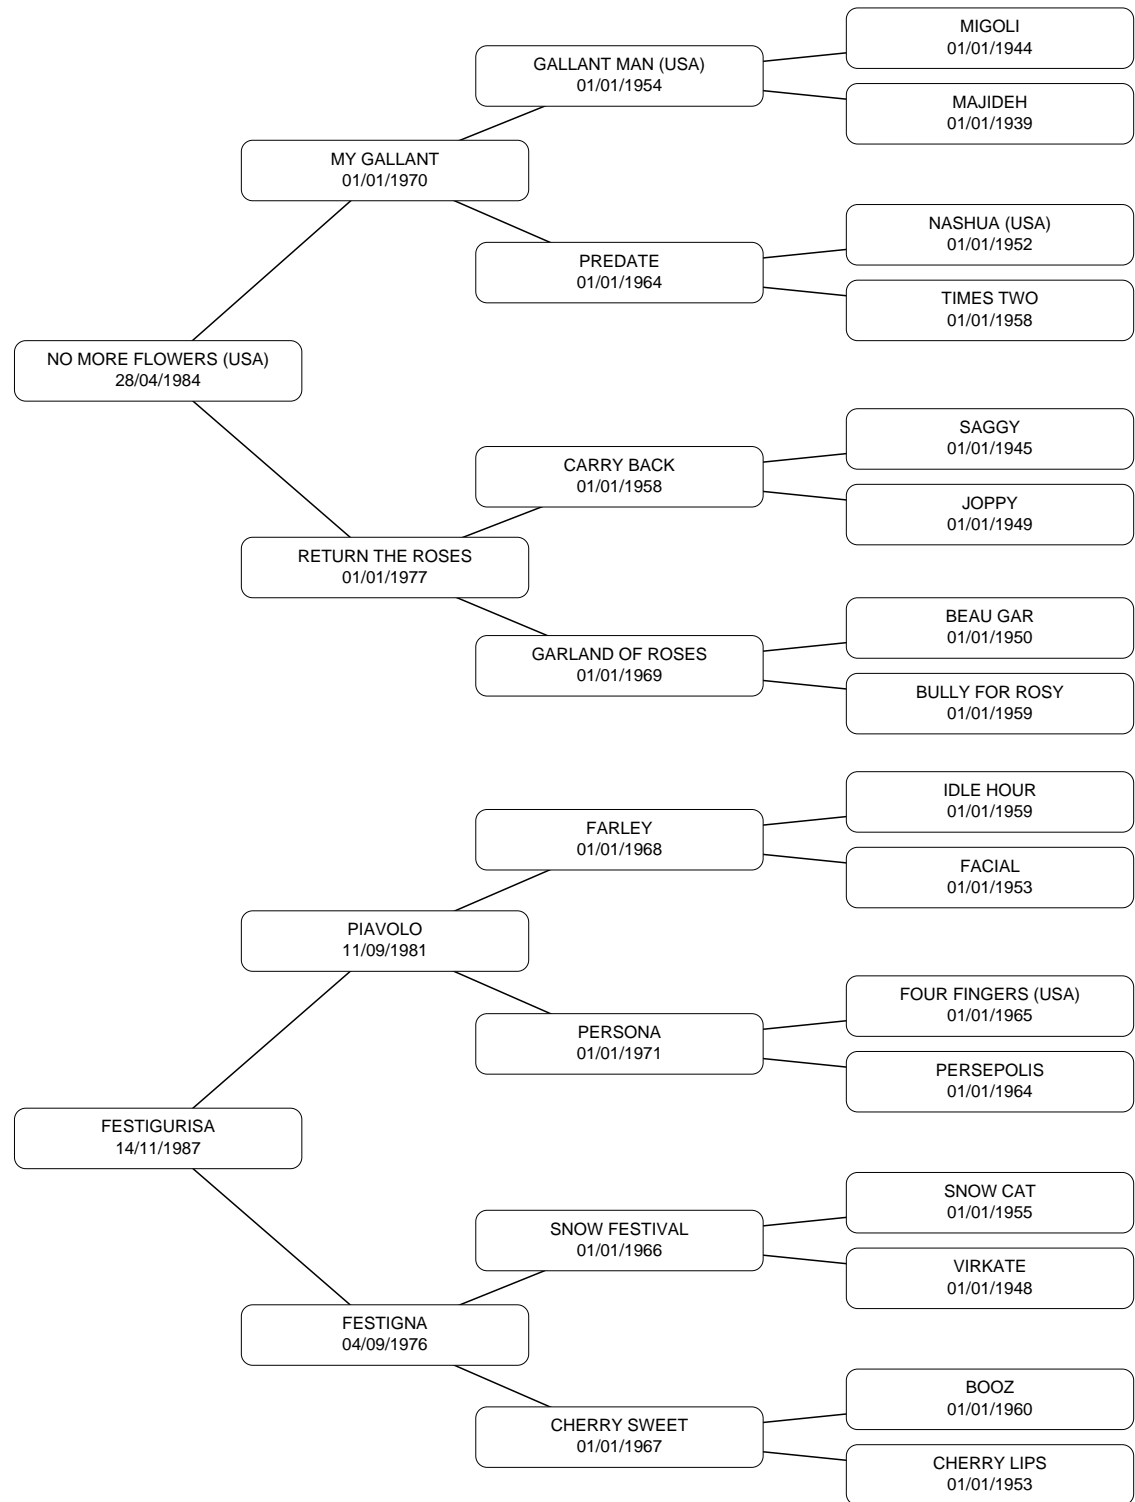 MIGOLI
01/01/1944
GALLANT MAN (USA)
01/01/1954
MAJIDEH
01/01/1939
MY GALLANT
01/01/1970
NASHUA (USA)
01/01/1952
PREDATE
01/01/1964
TIMES TWO
01/01/1958
NO MORE FLOWERS (USA)
28/04/1984
SAGGY
01/01/1945
CARRY BACK
01/01/1958
JOPPY
01/01/1949
RETURN THE ROSES
01/01/1977
BEAU GAR
01/01/1950
GARLAND OF ROSES
01/01/1969
BULLY FOR ROSY
01/01/1959
IDLE HOUR
01/01/1959
FARLEY
01/01/1968
FACIAL
01/01/1953
PIAVOLO
11/09/1981
FOUR FINGERS (USA)
01/01/1965
PERSONA
01/01/1971
PERSEPOLIS
01/01/1964
FESTIGURISA
14/11/1987
SNOW CAT
01/01/1955
SNOW FESTIVAL
01/01/1966
VIRKATE
01/01/1948
FESTIGNA
04/09/1976
BOOZ
01/01/1960
CHERRY SWEET
01/01/1967
CHERRY LIPS
01/01/1953